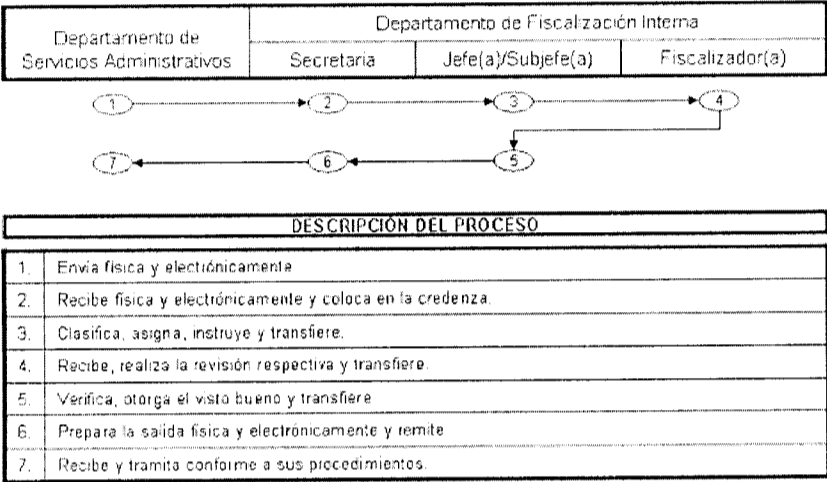 Departamento de
Servicios Administrativos
Departamento de Fiscalización Interna
Secretaria
Jefe(a)/Subjefe(a)
Fiscalizador(a)
1
2
3
4
7
6
5
DESCRIPCIÓN DEL PROCESO
1. Envía física y electrónicamente
2. Recibe física y electrónicamente y coloca en la credenza.
3. Clasifica, asigna, instruye y transfiere.
4. Recibe, realiza la revisión respectiva y transfiere.
5. Verifica, otorga el visto bueno y transfiere
6. Prepara la salida física y electrónicamente y remite
7. Recibe y tramita conforme a sus procedimientos.